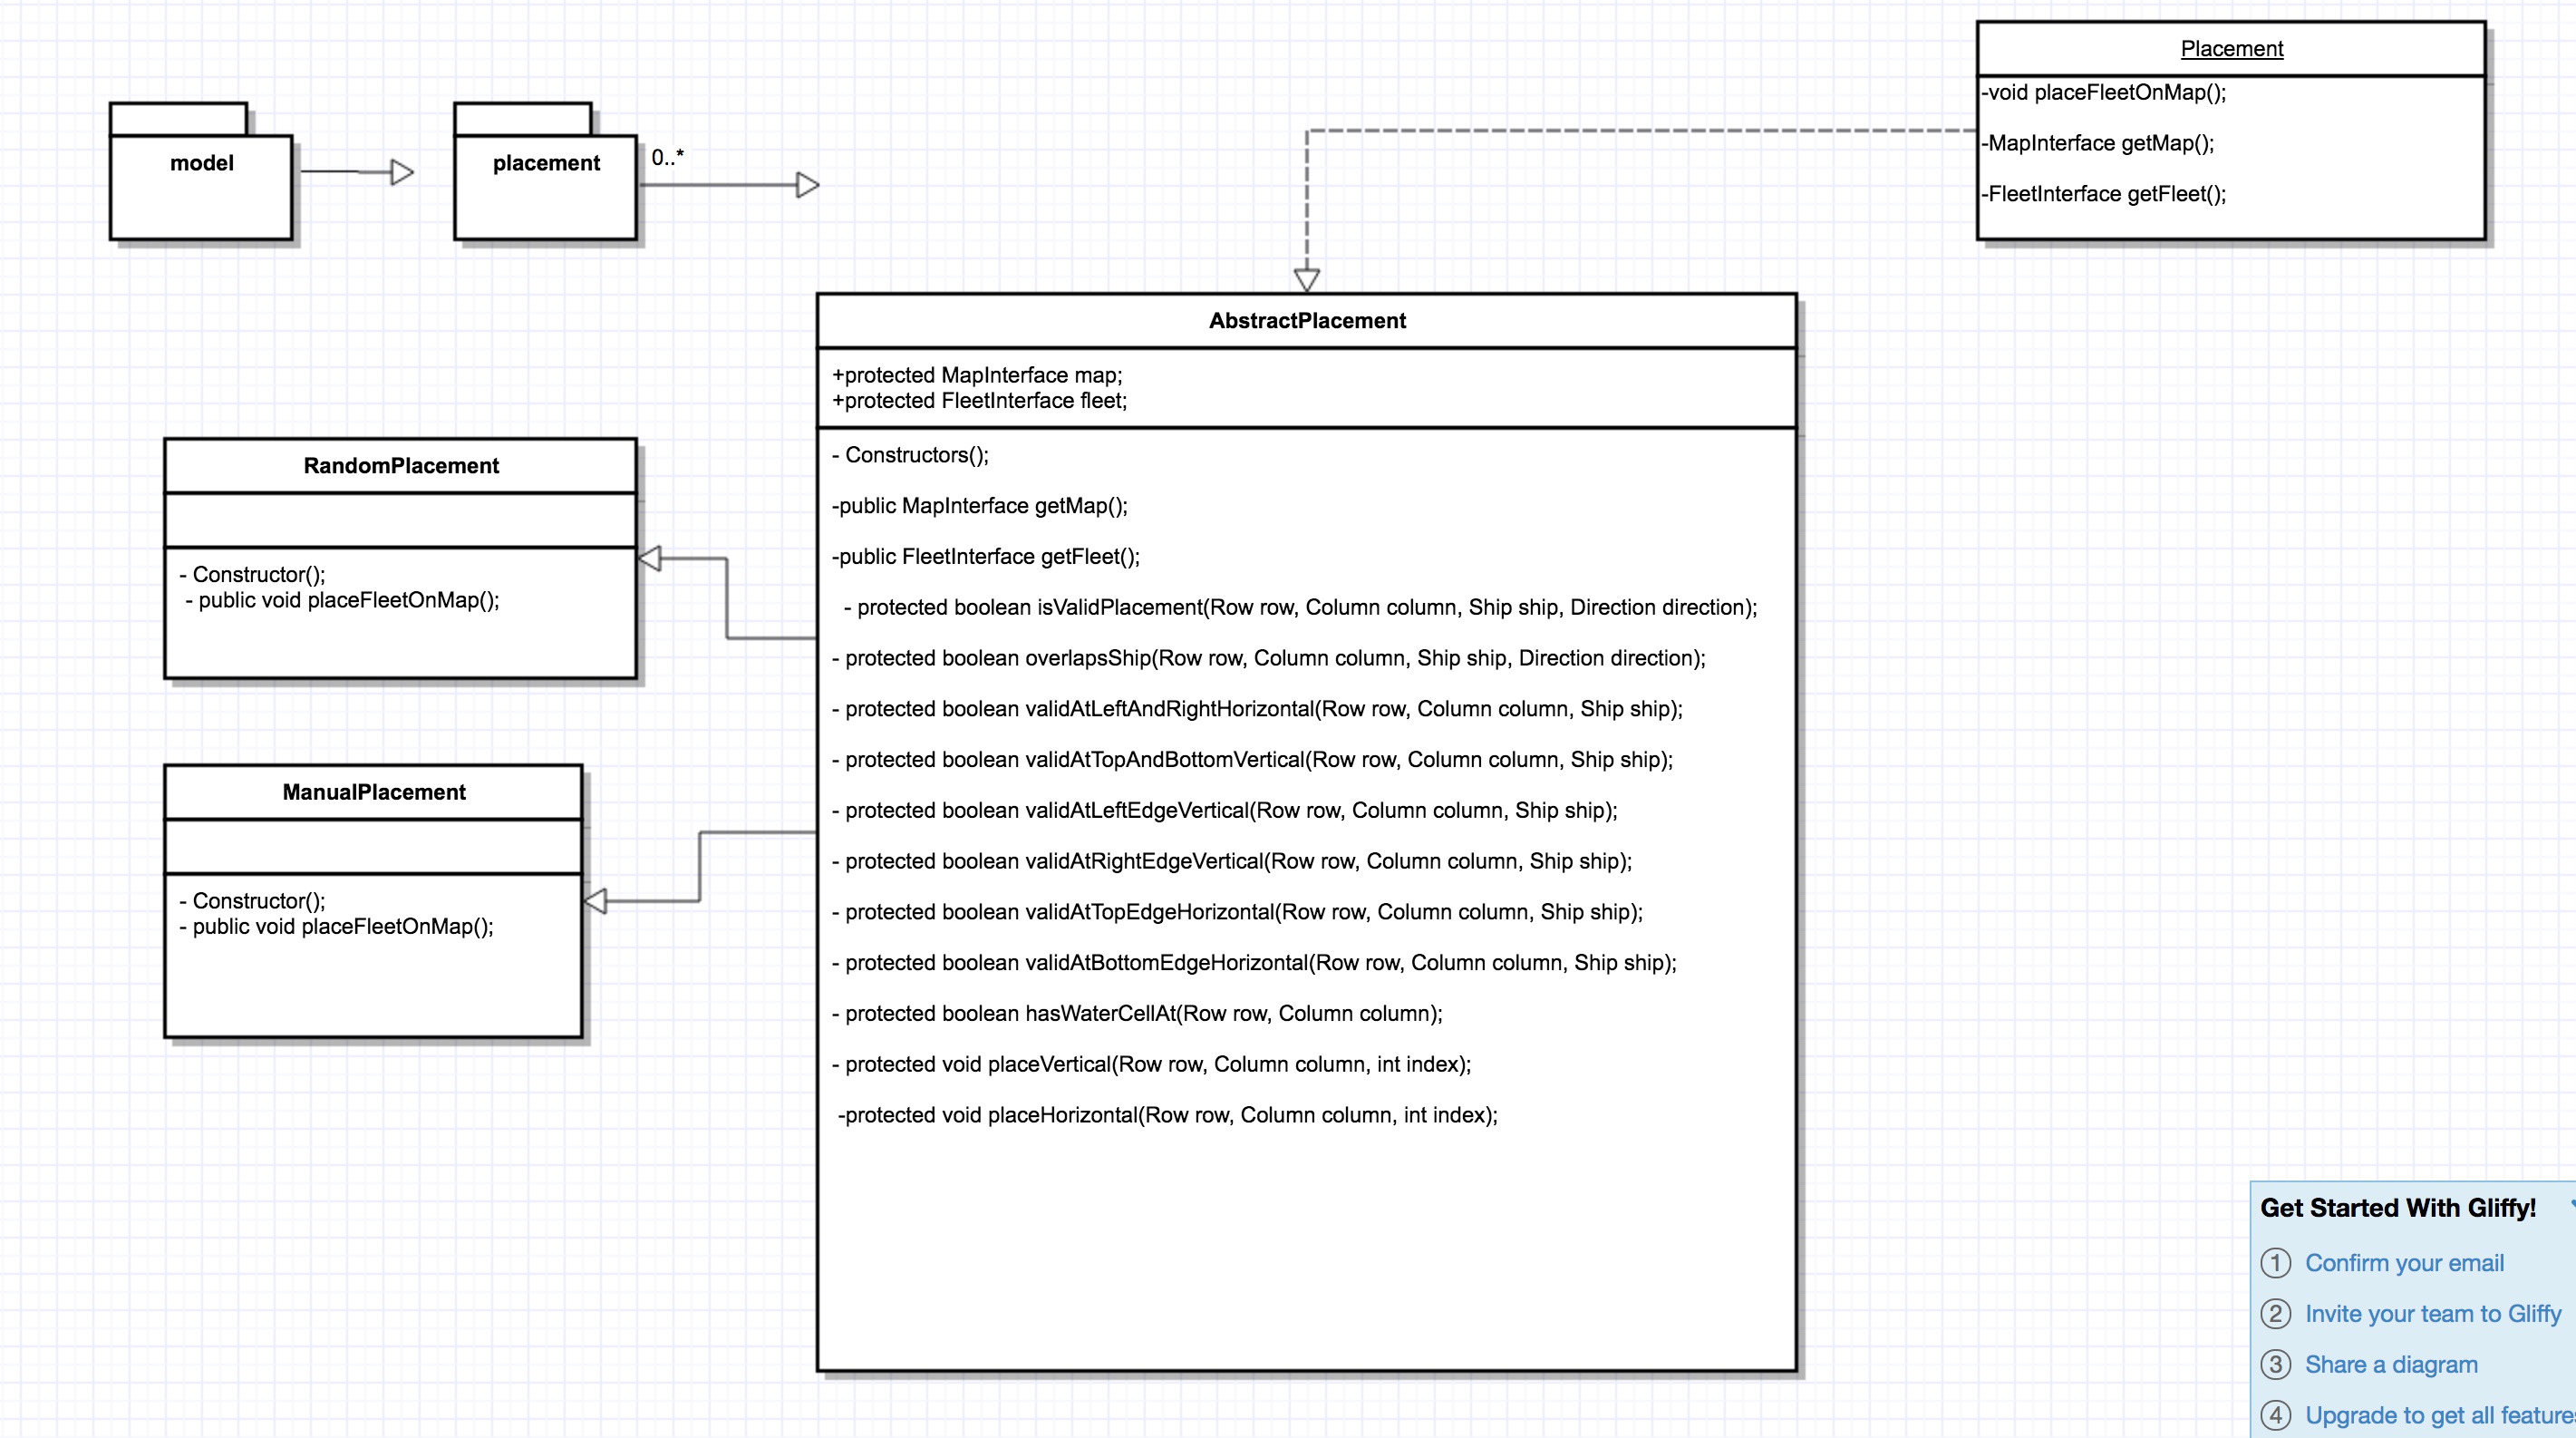 Placement
-void placeFleetOnMap();
-MapInterface getMap();
-FleetInterface getFleet();
model
placement
0..*
AbstractPlacement
+protected MapInterface map;
+protected FleetInterface fleet;
- Constructors();
-public MapInterface getMap();
-public FleetInterface getFleet();
- protected boolean isValidPlacement(Row row, Column column, Ship ship, Direction direction);
- protected boolean overlapsShip(Row row, Column column, Ship ship, Direction direction);
- protected boolean validAtLeftAndRightHorizontal(Row row, Column column, Ship ship);
- protected boolean validAtTopAndBottomVertical(Row row, Column column, Ship ship);
- protected boolean validAtLeftEdgeVertical(Row row, Column column, Ship ship);
- protected boolean validAtRightEdgeVertical(Row row, Column column, Ship ship);
- protected boolean validAtTopEdgeHorizontal(Row row, Column column, Ship ship);
- protected boolean validAtBottomEdgeHorizontal(Row row, Column column, Ship ship);
- protected boolean hasWaterCellAt(Row row, Column column);
- protected void placeVertical(Row row, Column column, int index);
-protected void placeHorizontal(Row row, Column column, int index);
RandomPlacement
- Constructor();
- public void placeFleetOnMap();
ManualPlacement
- Constructor();
- public void placeFleetOnMap();
Get Started With Gliffy!
1 Confirm your email
2 Invite your team to Gliffy
3 Share a diagram
4 Upgrade to get all features